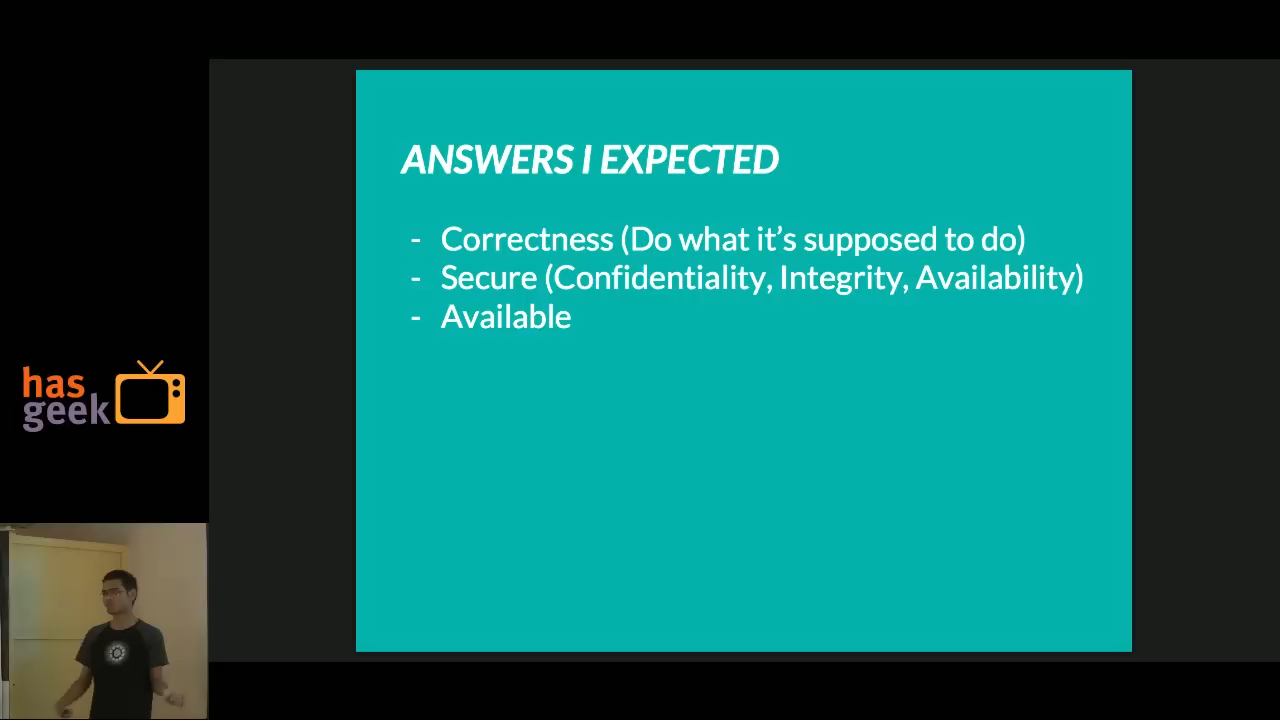 ANSWERS I EXPECTED
- Correctness (Do what it's supposed to do)
- Secure (Confidentiality, Integrity, Availability)
- Available
has
geek